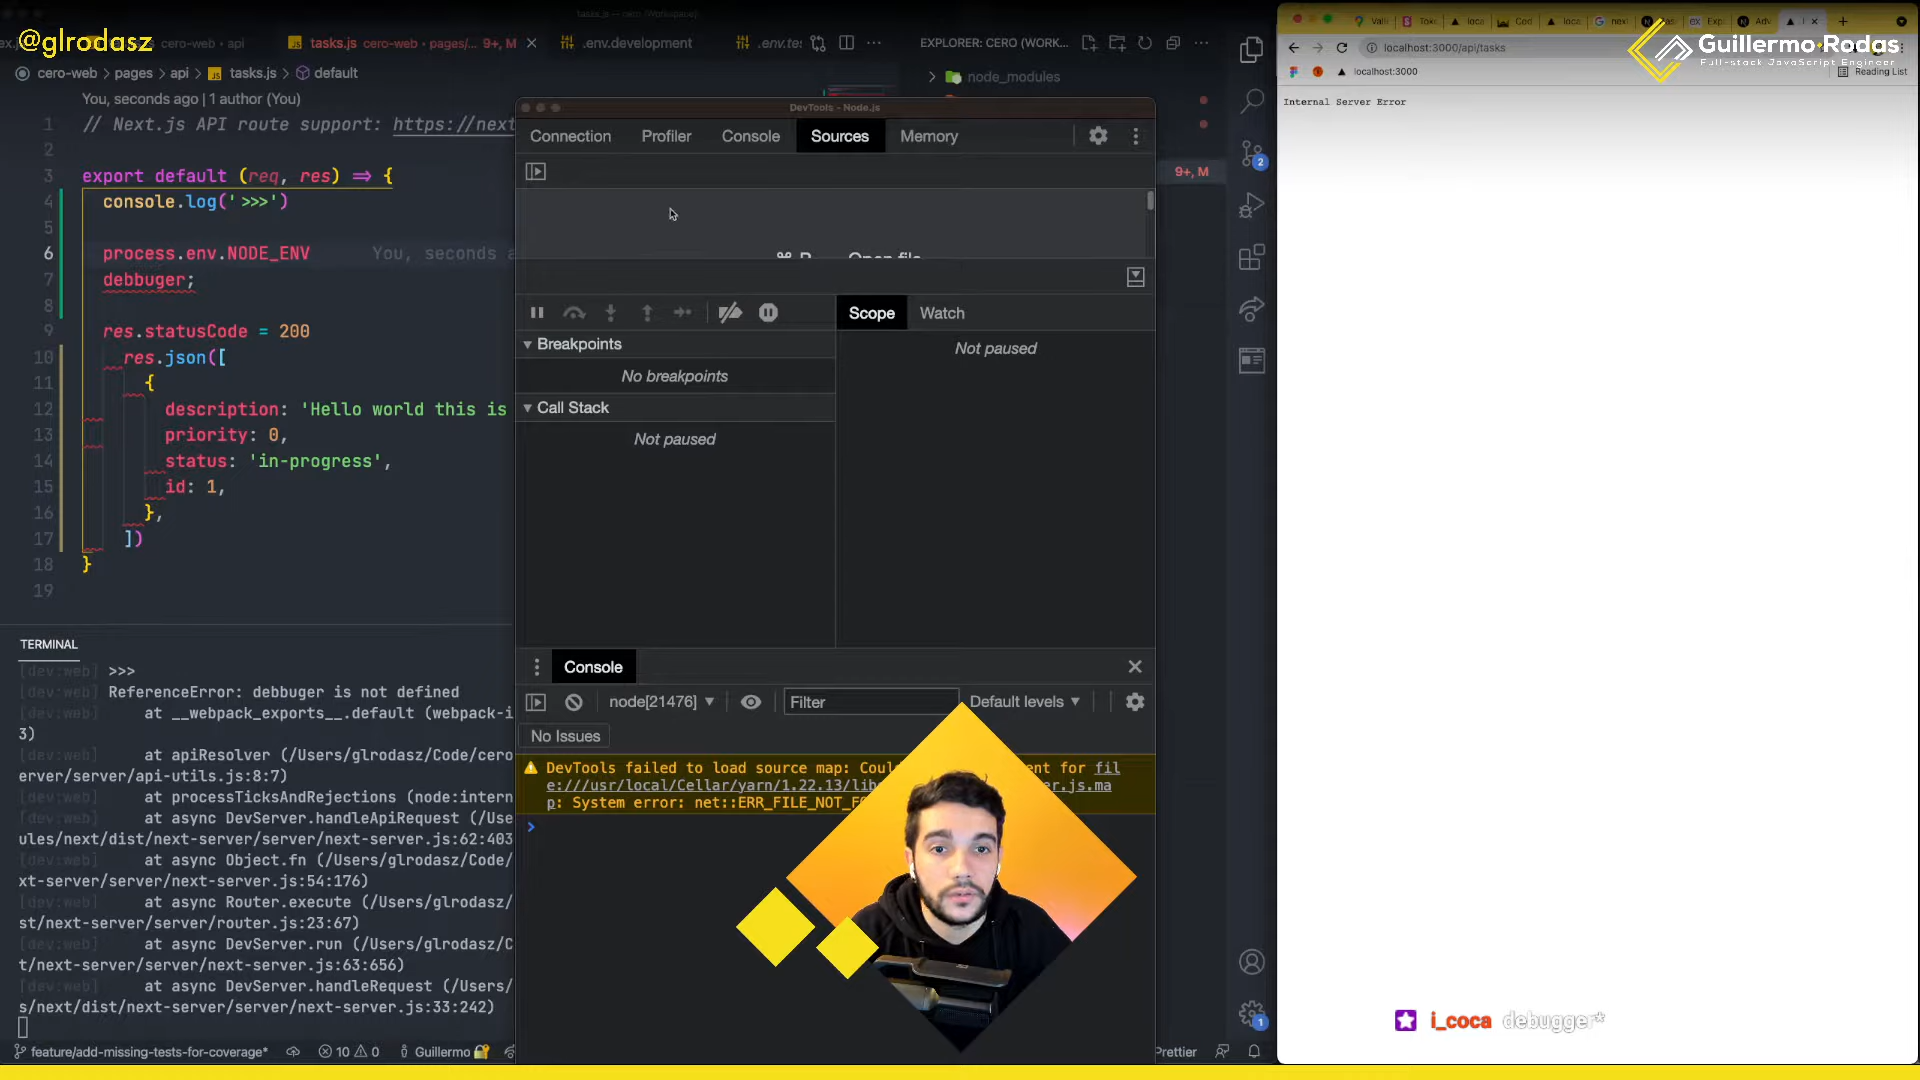 tasks.js — cero (Workspace)
@glrodasz
cero-web › api
tasks.js cero-web › pages/... 9+, M
.env.development
.env.te
EXPLORER: CERO (WORK...
cero-web › pages › api › tasks.js › default
node_modules
You, seconds ago | 1 author (You)
1 // Next.js API route support: https://next
2
3 export default (req, res) => {
4 console.log('>>>')
5
6 process.env.NODE_ENV You, seconds a
7 debbuger;
8
9 res.statusCode = 200
10 res.json([
11 {
12 description: 'Hello world this is
13 priority: 0,
14 status: 'in-progress',
15 id: 1,
16 },
17 ])
18 }
19
9+, M
2
DevTools - Node.js
Connection Profiler Console Sources Memory
⌘ P Open file
Scope Watch
Breakpoints
No breakpoints
Not paused
Call Stack
Not paused
Console
node[21476] Filter Default levels
No Issues
DevTools failed to load source map: Coul ent for fil
e:///usr/local/Cellar/yarn/1.22.13/lib er.js.ma
p: System error: net::ERR_FILE_NOT_FO
TERMINAL
[dev:web] >>>
[dev:web] ReferenceError: debbuger is not defined
[dev:web] at __webpack_exports__.default (webpack-i
3)
[dev:web] at apiResolver (/Users/glrodasz/Code/cero
erver/server/api-utils.js:8:7)
[dev:web] at processTicksAndRejections (node:intern
[dev:web] at async DevServer.handleApiRequest (/Use
ules/next/dist/next-server/server/next-server.js:62:403
[dev:web] at async Object.fn (/Users/glrodasz/Code/
xt-server/server/next-server.js:54:176)
[dev:web] at async Router.execute (/Users/glrodasz/
st/next-server/server/router.js:23:67)
[dev:web] at async DevServer.run (/Users/glrodasz/C
t/next-server/server/next-server.js:63:656)
[dev:web] at async DevServer.handleRequest (/Users/
s/next/dist/next-server/server/next-server.js:33:242)
feature/add-missing-tests-for-coverage* 10 0 Guillermo
Prettier
1
localhost:3000/api/tasks
localhost:3000
Reading List
Internal Server Error
Guillermo Rodas
Full-stack JavaScript Engineer
i_coca debugger*